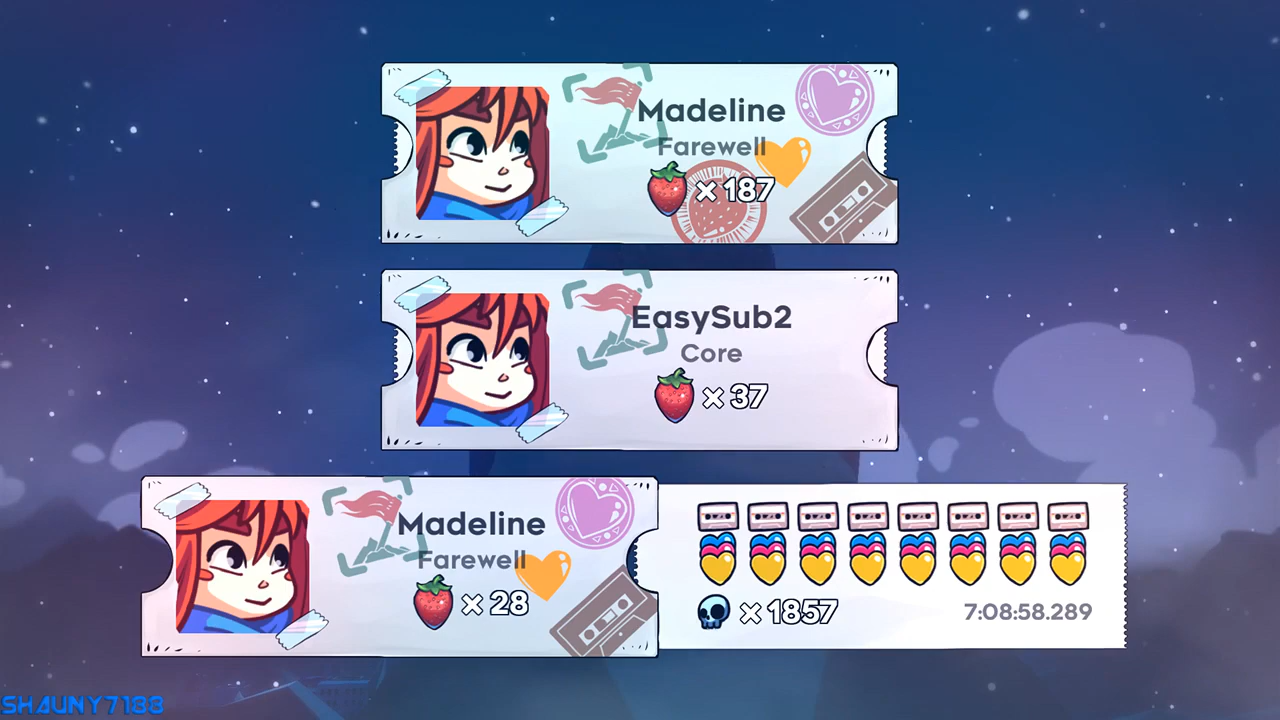 Madeline
Farewell
×187
EasySub2
Core
×37
Madeline
Farewell
×28
×1857
7:08:58.289
SHAUNY7188